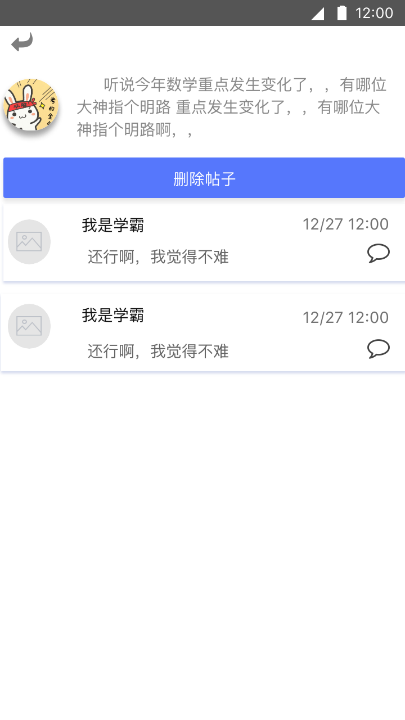 12:00
听说今年数学重点发生变化了，，有哪位
大神指个明路 重点发生变化了，，有哪位大
神指个明路啊，，
删除帖子
我是学霸 12/27 12:00
还行啊，我觉得不难
我是学霸 12/27 12:00
还行啊，我觉得不难